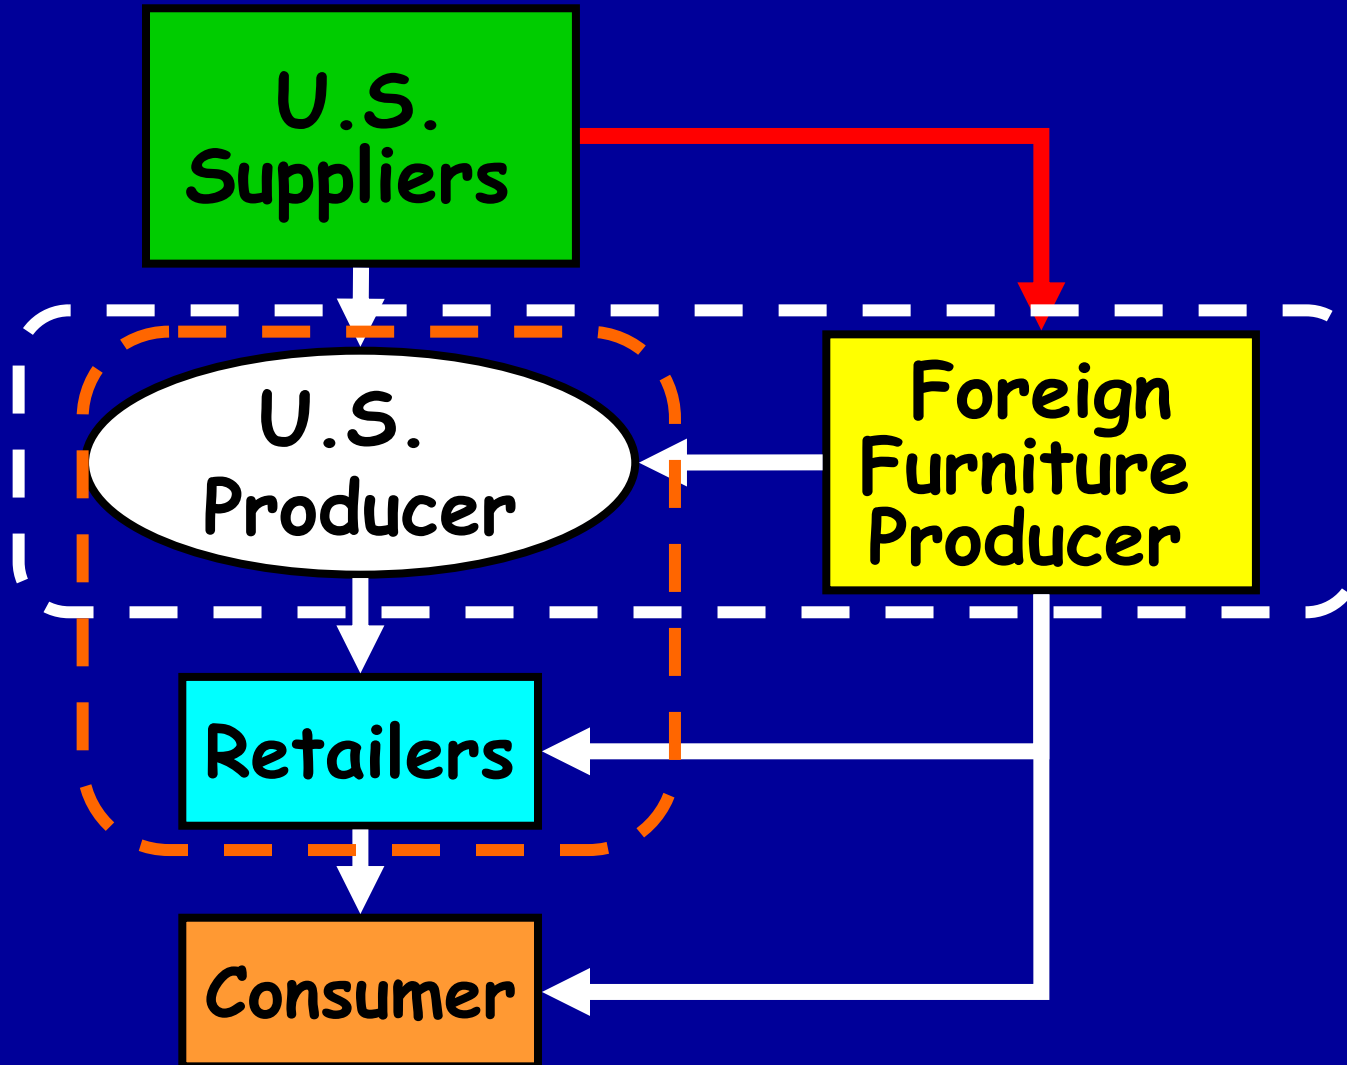 U.S.
Suppliers
U.S.
Producer
Foreign
Furniture
Producer
Retailers
Consumer